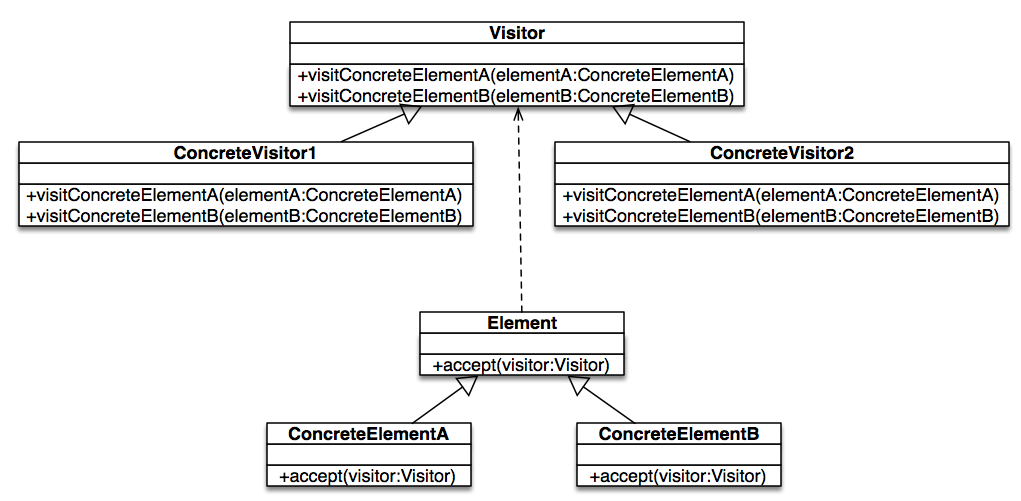 Visitor
+visitConcreteElementA(elementA:ConcreteElementA)
+visitConcreteElementB(elementB:ConcreteElementB)
ConcreteVisitor1
+visitConcreteElementA(elementA:ConcreteElementA)
+visitConcreteElementB(elementB:ConcreteElementB)
ConcreteVisitor2
+visitConcreteElementA(elementA:ConcreteElementA)
+visitConcreteElementB(elementB:ConcreteElementB)
Element
+accept(visitor:Visitor)
ConcreteElementA
+accept(visitor:Visitor)
ConcreteElementB
+accept(visitor:Visitor)